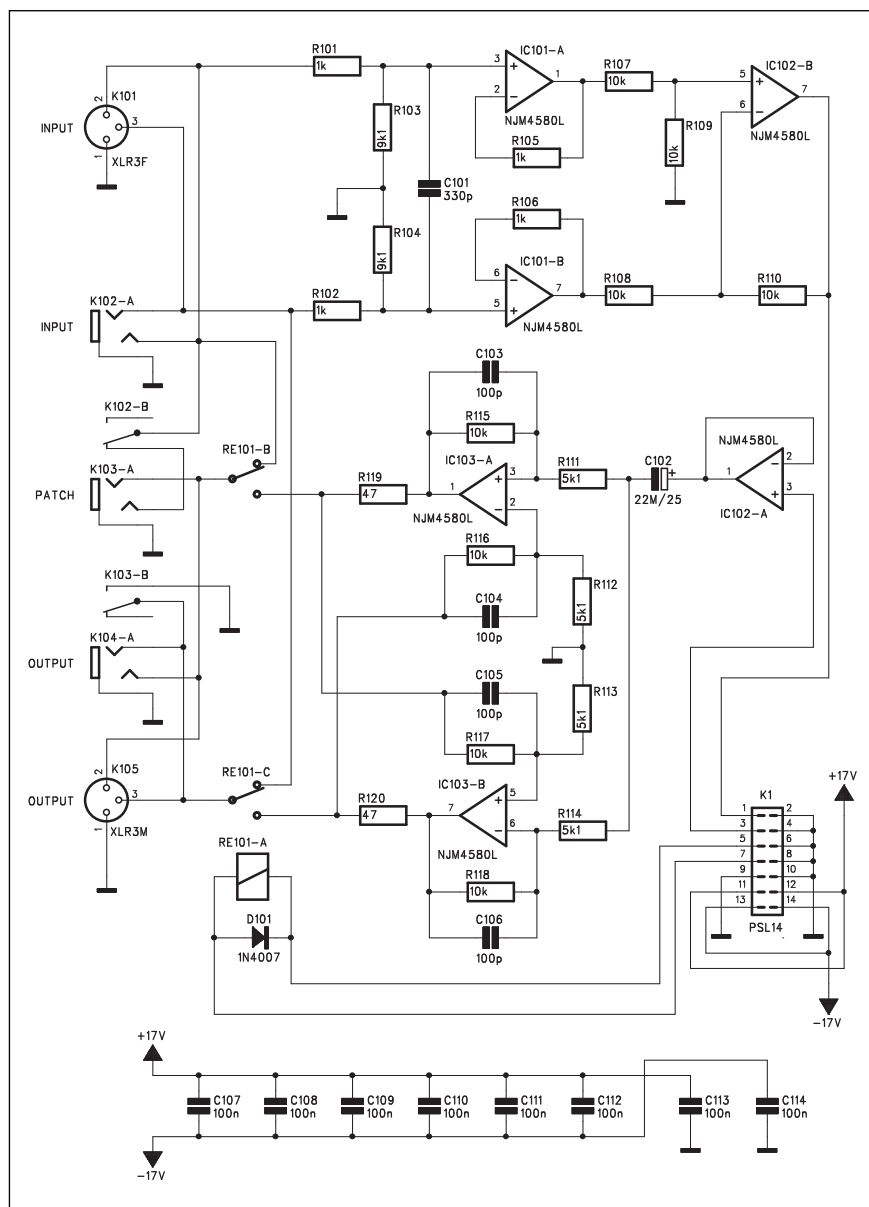 R101
1k
K101
2
3
1
INPUT
XLR3F
R103
9k1
C101
330p
R104
9k1
R102
1k
IC101-A
3
+
2
−
1
NJM4580L
R105
1k
R106
1k
IC101-B
6
−
5
+
7
NJM4580L
R107
10k
R109
10k
IC102-B
5
+
6
−
7
NJM4580L
R108
10k
R110
10k
K102-A
INPUT
K102-B
K103-A
PATCH
K103-B
K104-A
OUTPUT
K105
2
3
1
OUTPUT
XLR3M
RE101-B
RE101-C
RE101-A
D101
1N4007
C103
100p
R115
10k
IC103-A
3
+
2
−
1
NJM4580L
R119
47
R111
5k1
C102
+
22M/25
NJM4580L
−
2
1
+
3
IC102-A
R116
10k
C104
100p
R112
5k1
R113
5k1
C105
100p
R117
10k
IC103-B
5
+
6
−
7
NJM4580L
R120
47
R114
5k1
R118
10k
C106
100p
+17V
K1
1 2
3 4
5 6
7 8
9 10
11 12
13 14
PSL14
−17V
+17V
C107
100n
C108
100n
C109
100n
C110
100n
C111
100n
C112
100n
C113
100n
C114
100n
−17V